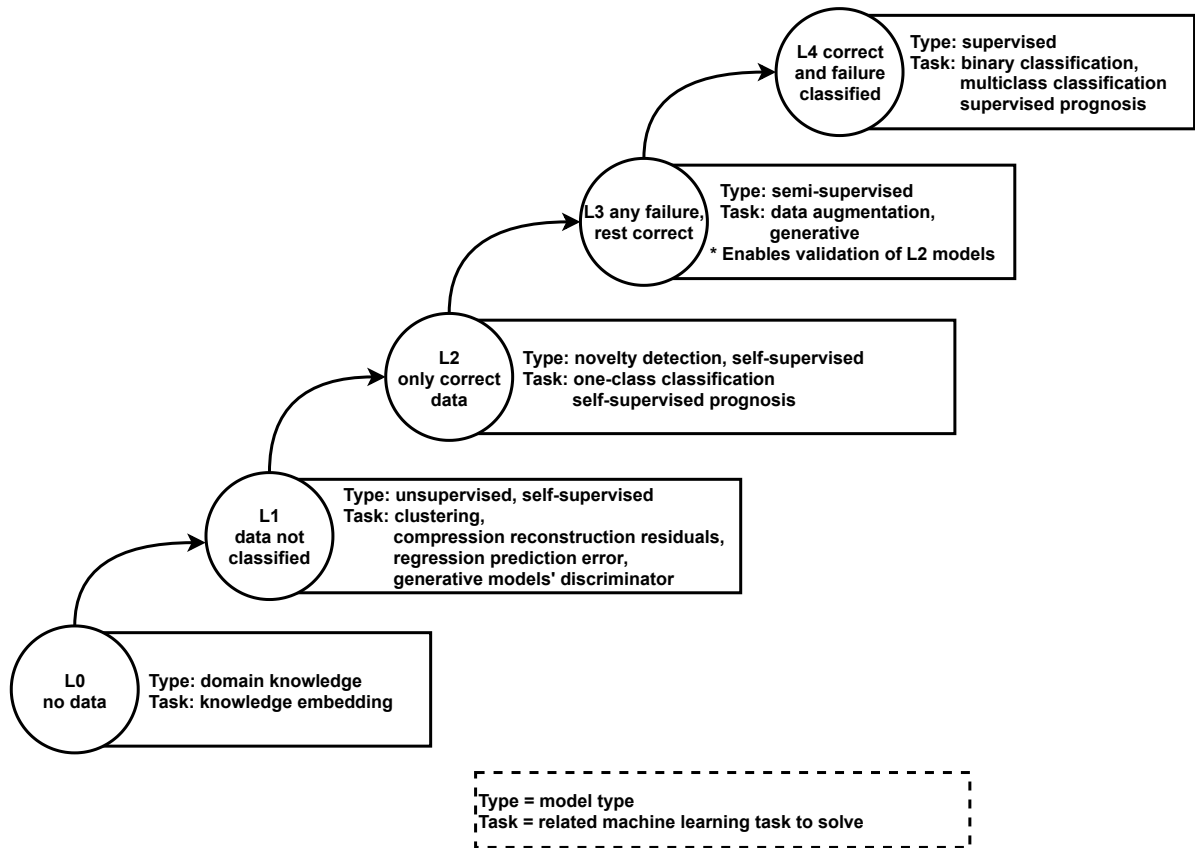 L4 correct
and failure
classified
Type: supervised
Task: binary classification,
multiclass classification
supervised prognosis
L3 any failure,
rest correct
Type: semi-supervised
Task: data augmentation,
generative
* Enables validation of L2 models
L2
only correct
data
Type: novelty detection, self-supervised
Task: one-class classification
self-supervised prognosis
L1
data not
classified
Type: unsupervised, self-supervised
Task: clustering,
compression reconstruction residuals,
regression prediction error,
generative models' discriminator
L0
no data
Type: domain knowledge
Task: knowledge embedding
Type = model type
Task = related machine learning task to solve